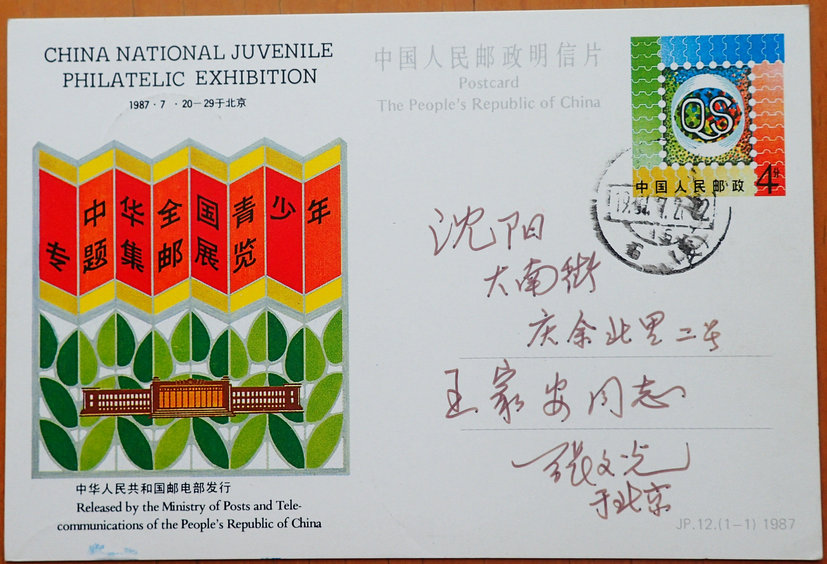 CHINA NATIONAL JUVENILE
PHILATELIC EXHIBITION
1987·7·20—29于北京
中华全国青少年
专题集邮展览
中华人民共和国邮电部发行
Released by the Ministry of Posts and Tele-
communications of the People's Republic of China
中国人民邮政明信片
Postcard
The People's Republic of China
QS
中国人民邮政 4分
沈阳
大南街
庆余北里二号
王家安同志
张文光
于北京
JP.12.(1-1) 1987